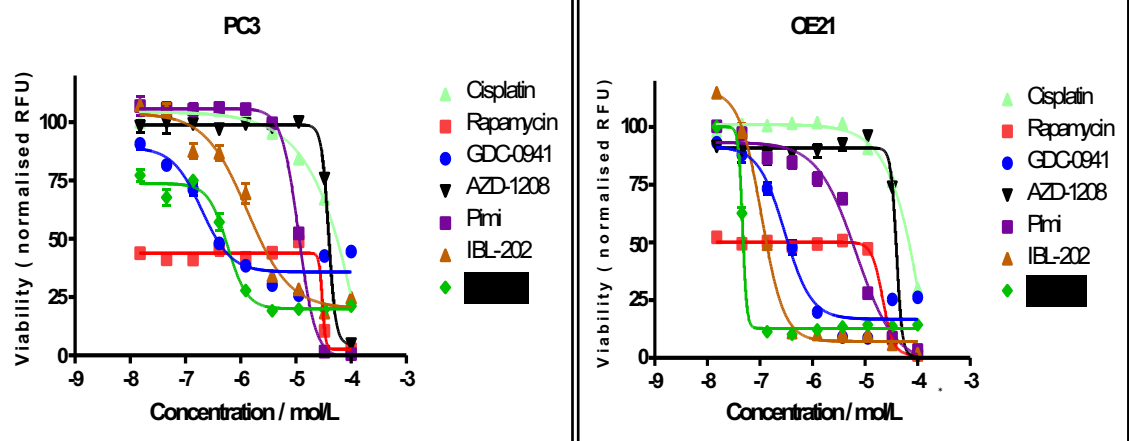 PC3
Viability ( normalised RFU)
100
75
50
25
0
-9 -8 -7 -6 -5 -4 -3
Concentration / mol/L
Cisplatin
Rapamycin
GDC-0941
AZD-1208
Pimi
IBL-202
OE21
Viability ( normalised RFU)
100
75
50
25
0
-9 -8 -7 -6 -5 -4 -3
Concentration / mol/L
Cisplatin
Rapamycin
GDC-0941
AZD-1208
Pimi
IBL-202